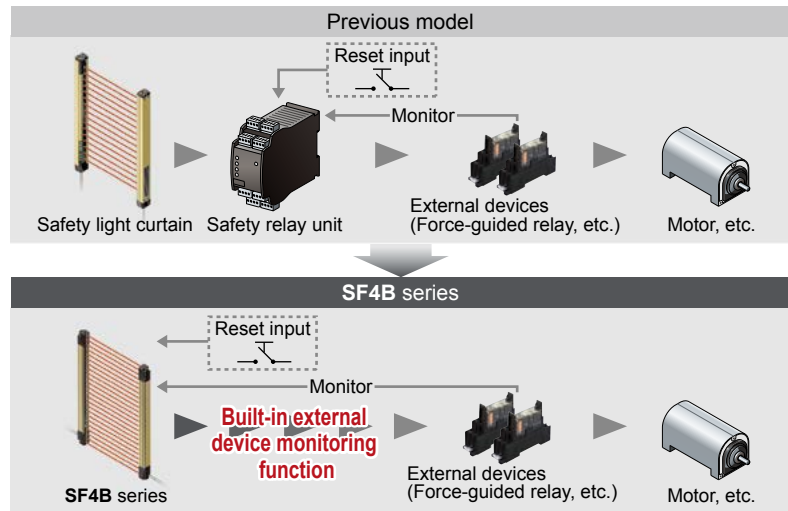 Previous model
Reset input
Monitor
Safety light curtain
Safety relay unit
External devices
(Force-guided relay, etc.)
Motor, etc.
SF4B series
Reset input
Monitor
Built-in external
device monitoring
function
SF4B series
External devices
(Force-guided relay, etc.)
Motor, etc.